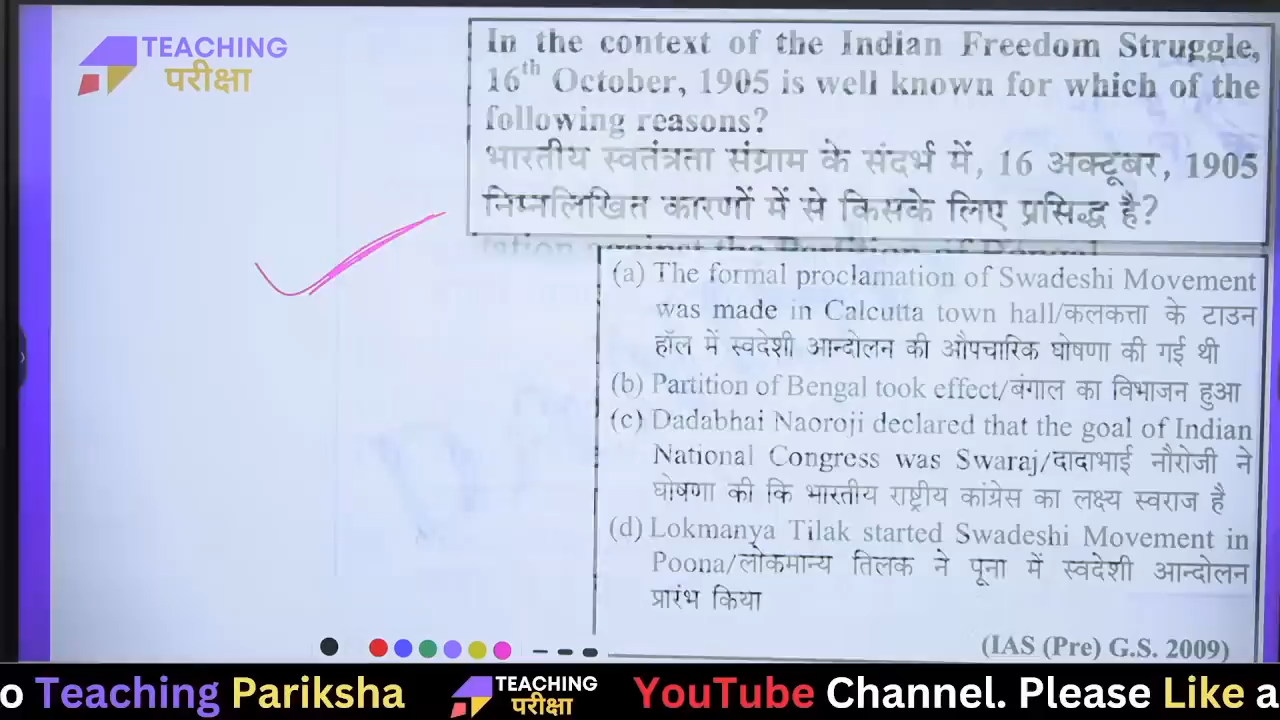 TEACHING
परीक्षा
In the context of the Indian Freedom Struggle,
16th October, 1905 is well known for which of the
following reasons?
भारतीय स्वतंत्रता संग्राम के संदर्भ में, 16 अक्टूबर, 1905
निम्नलिखित कारणों में से किसके लिए प्रसिद्ध है?
against the Partition of Bengal
(a) The formal proclamation of Swadeshi Movement
was made in Calcutta town hall/कलकत्ता के टाउन
हॉल में स्वदेशी आन्दोलन की औपचारिक घोषणा की गई थी
(b) Partition of Bengal took effect/बंगाल का विभाजन हुआ
(c) Dadabhai Naoroji declared that the goal of Indian
National Congress was Swaraj/दादाभाई नौरोजी ने
घोषणा की कि भारतीय राष्ट्रीय कांग्रेस का लक्ष्य स्वराज है
(d) Lokmanya Tilak started Swadeshi Movement in
Poona/लोकमान्य तिलक ने पूना में स्वदेशी आन्दोलन
प्रारंभ किया
(IAS (Pre) G.S. 2009)
o Teaching Pariksha TEACHING परीक्षा YouTube Channel. Please Like a